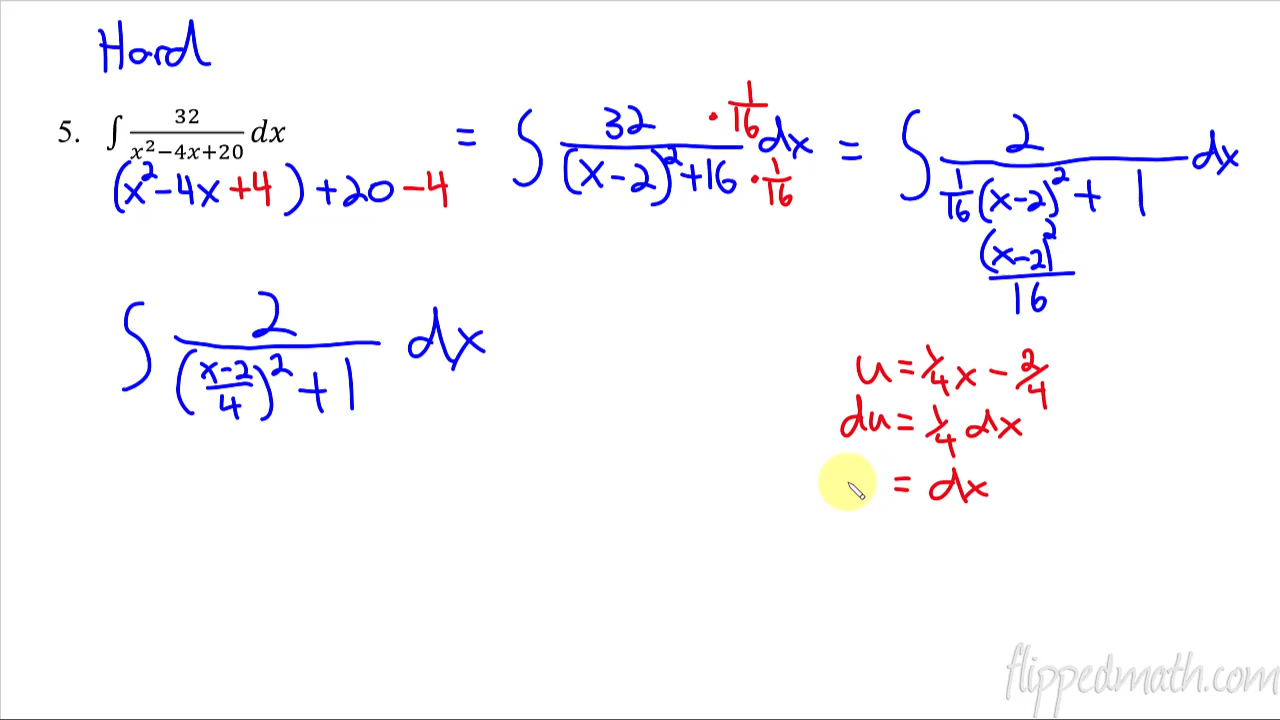 Hard
5. ∫ 32/(x²−4x+20) dx = ∫ (32 · 1/16)/((x−2)²+16 · 1/16) dx = ∫ 2/(1/16 (x−2)² + 1) dx
(x²−4x+4) + 20 −4
(x−2)²/16
∫ 2/(((x−2)/4)² + 1) dx
u = 1/4 x − 2/4
du = 1/4 dx
= dx
flippedmath.com